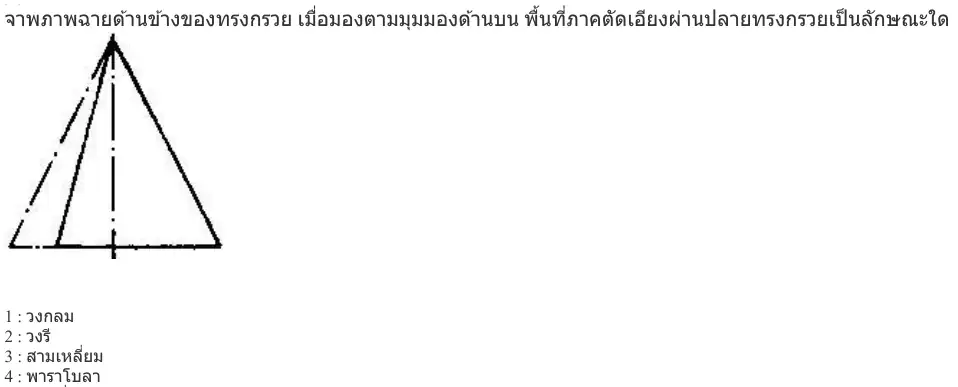 จาพภาพฉายด้านข้างของทรงกรวย เมื่อมองตามมุมมองด้านบน พื้นที่ภาคตัดเอียงผ่านปลายทรงกรวยเป็นลักษณะใด
1 : วงกลม
2 : วงรี
3 : สามเหลี่ยม
4 : พาราโบลา